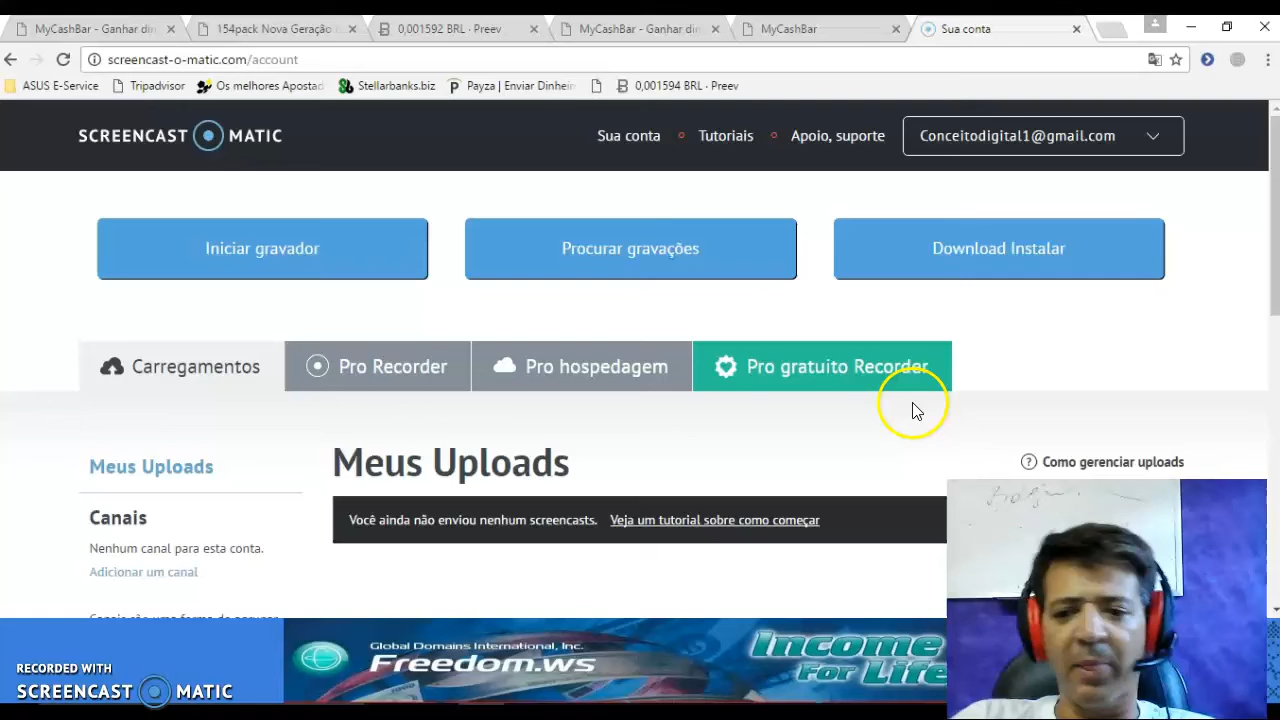 MyCashBar - Ganhar din
154pack Nova Geração
0,001592 BRL - Preev
MyCashBar - Ganhar din
MyCashBar
Sua conta
screencast-o-matic.com/account
ASUS E-Service
Tripadvisor
Os melhores Apostad
Stellarbanks.biz
Payza | Enviar Dinheir
0,001594 BRL - Preev
SCREENCAST MATIC
Sua conta
Tutoriais
Apoio, suporte
Conceitodigital1@gmail.com
Iniciar gravador
Procurar gravações
Download Instalar
Carregamentos
Pro Recorder
Pro hospedagem
Pro gratuito Recorder
Meus Uploads
Meus Uploads
Como gerenciar uploads
Canais
Você ainda não enviou nenhum screencasts. Veja um tutorial sobre como começar
Nenhum canal para esta conta.
Adicionar um canal
Global Domains International, Inc.
Freedom.ws
Income
For Life
RECORDED WITH
SCREENCAST MATIC